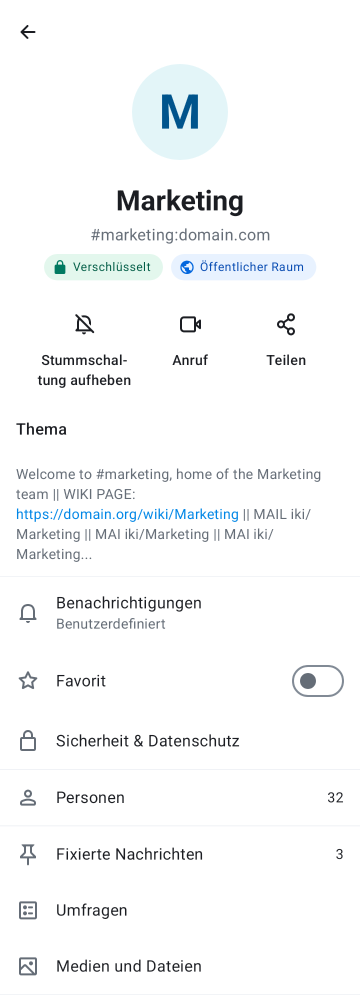 M
Marketing
#marketing:domain.com
Verschlüsselt
Öffentlicher Raum
Stummschal-
tung aufheben
Anruf
Teilen
Thema
Welcome to #marketing, home of the Marketing
team || WIKI PAGE:
https://domain.org/wiki/Marketing || MAIL iki/
Marketing || MAI iki/Marketing || MAI iki/
Marketing...
Benachrichtigungen
Benutzerdefiniert
Favorit
Sicherheit & Datenschutz
Personen 32
Fixierte Nachrichten 3
Umfragen
Medien und Dateien